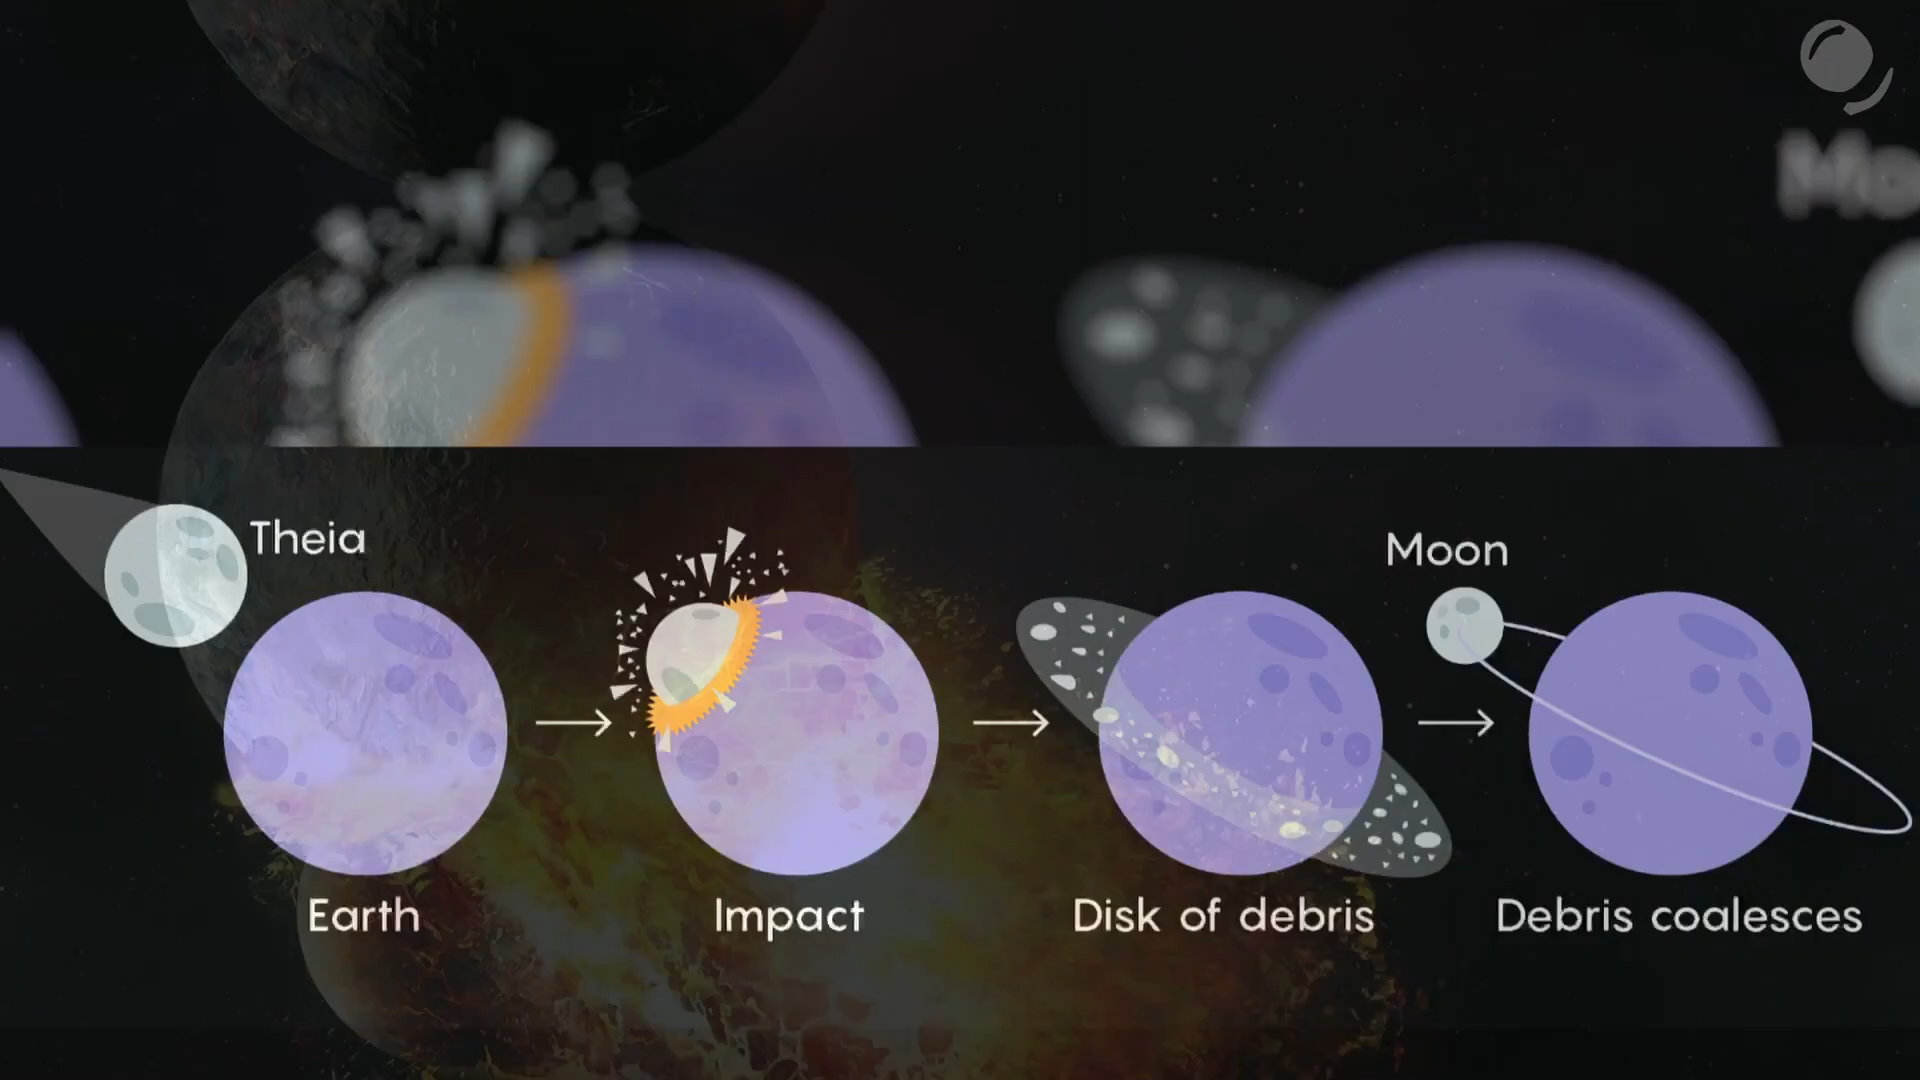 Theia
Moon
Earth
Impact
Disk of debris
Debris coalesces